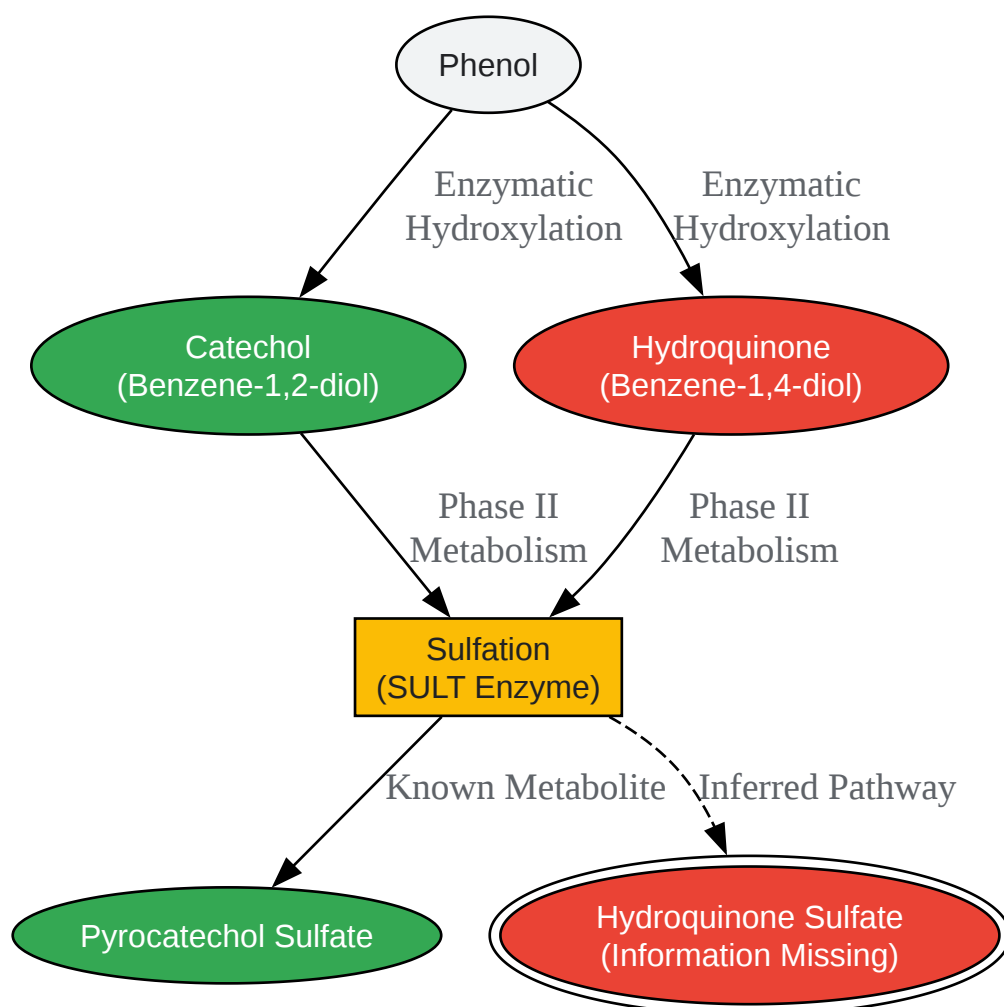 Phenol
Enzymatic
Hydroxylation
Enzymatic
Hydroxylation
Catechol
(Benzene-1,2-diol)
Hydroquinone
(Benzene-1,4-diol)
Phase II
Metabolism
Phase II
Metabolism
Sulfation
(SULT Enzyme)
Known Metabolite
Inferred Pathway
Pyrocatechol Sulfate
Hydroquinone Sulfate
(Information Missing)